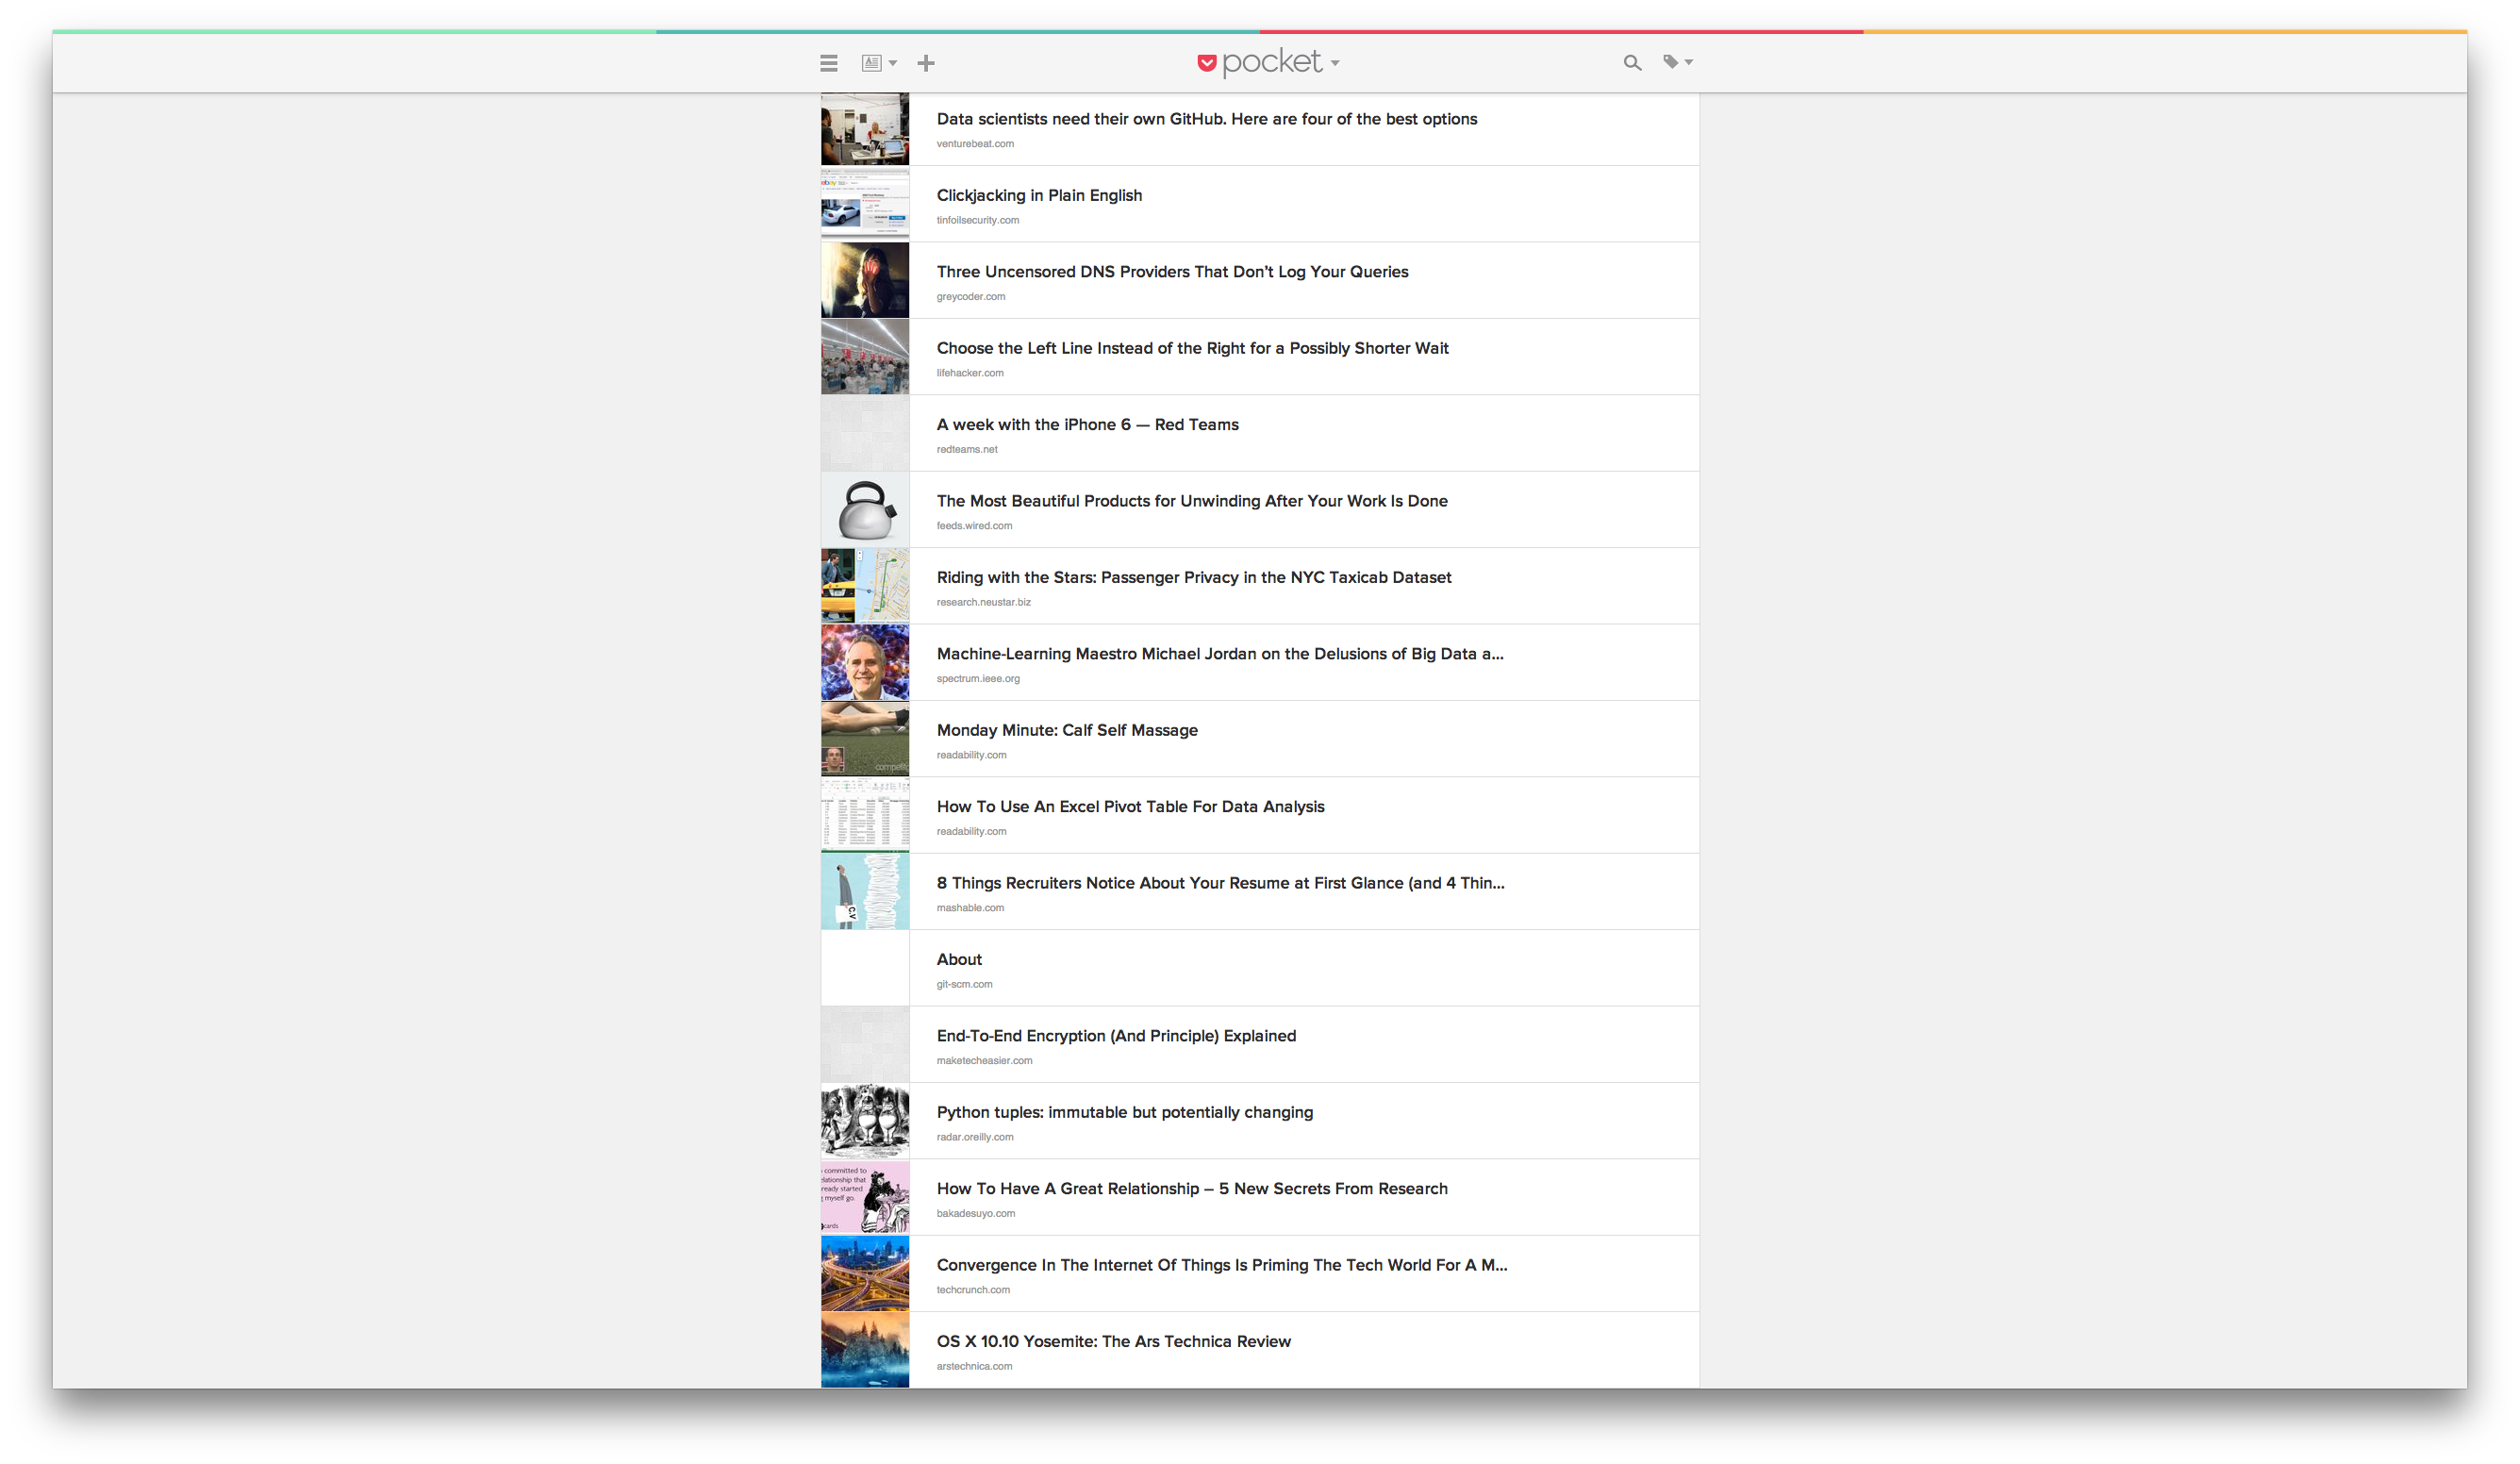 pocket
Data scientists need their own GitHub. Here are four of the best options
venturebeat.com
Clickjacking in Plain English
tinfoilsecurity.com
ebay
Three Uncensored DNS Providers That Don’t Log Your Queries
greycoder.com
Choose the Left Line Instead of the Right for a Possibly Shorter Wait
lifehacker.com
A week with the iPhone 6 — Red Teams
redteams.net
The Most Beautiful Products for Unwinding After Your Work Is Done
feeds.wired.com
Riding with the Stars: Passenger Privacy in the NYC Taxicab Dataset
research.neustar.biz
Machine-Learning Maestro Michael Jordan on the Delusions of Big Data a...
spectrum.ieee.org
Monday Minute: Calf Self Massage
readability.com
How To Use An Excel Pivot Table For Data Analysis
readability.com
8 Things Recruiters Notice About Your Resume at First Glance (and 4 Thin...
mashable.com
C.V
About
git-scm.com
End-To-End Encryption (And Principle) Explained
maketecheasier.com
Python tuples: immutable but potentially changing
radar.oreilly.com
committed to
elationship that
ready started
myself go.
cards
How To Have A Great Relationship – 5 New Secrets From Research
bakadesuyo.com
Convergence In The Internet Of Things Is Priming The Tech World For A M...
techcrunch.com
OS X 10.10 Yosemite: The Ars Technica Review
arstechnica.com